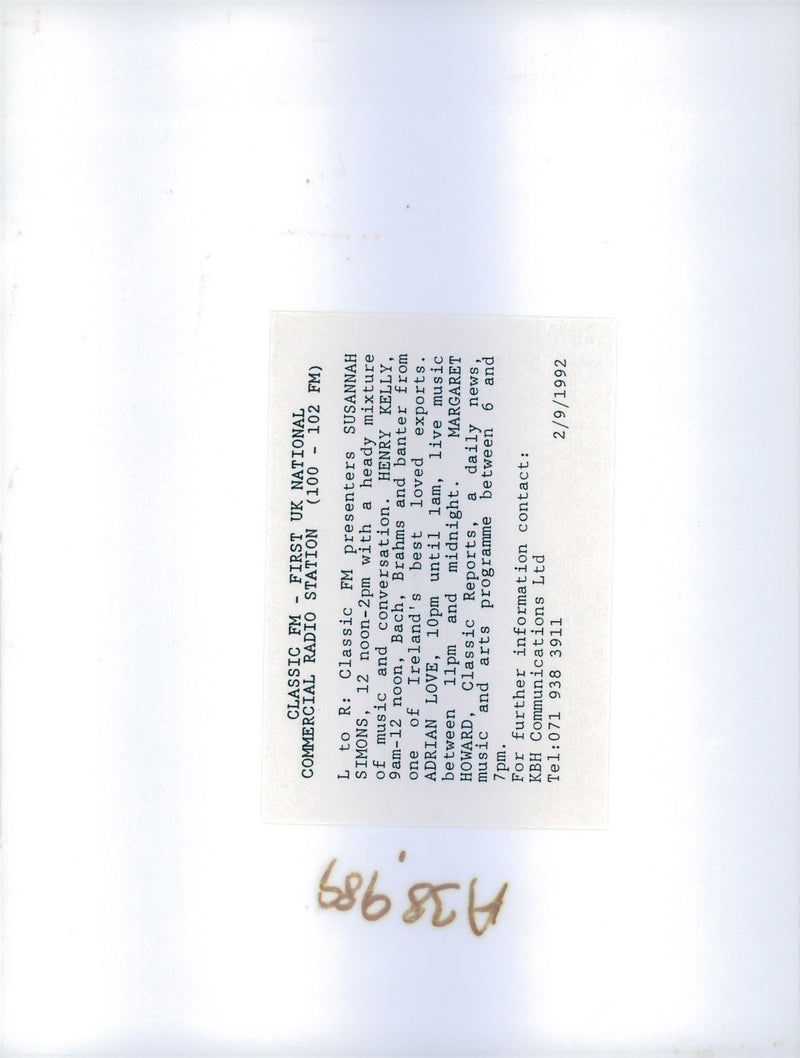 CLASSIC FM - FIRST UK NATIONAL
COMMERCIAL RADIO STATION (100 - 102 FM)
L to R: Classic FM presenters SUSANNAH
SIMONS, 12 noon-2pm with a heady mixture
of music and conversation. HENRY KELLY,
9am-12 noon, Bach, Brahms and banter from
one of Ireland's best loved exports.
ADRIAN LOVE, 10pm until 1am, live music
between 11pm and midnight. MARGARET
HOWARD, Classic Reports, a daily news,
music and arts programme between 6 and
7pm.
For further information contact:
KBH Communications Ltd
Tel:071 938 3911
2/9/1992
A38.989